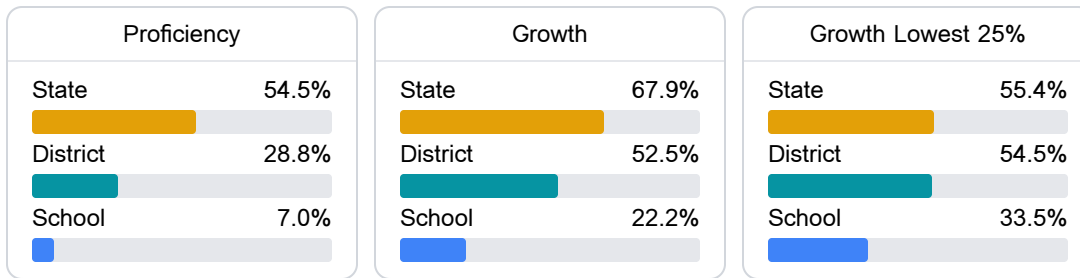 Proficiency
State 54.5%
District 28.8%
School 7.0%
Growth
State 67.9%
District 52.5%
School 22.2%
Growth Lowest 25%
State 55.4%
District 54.5%
School 33.5%